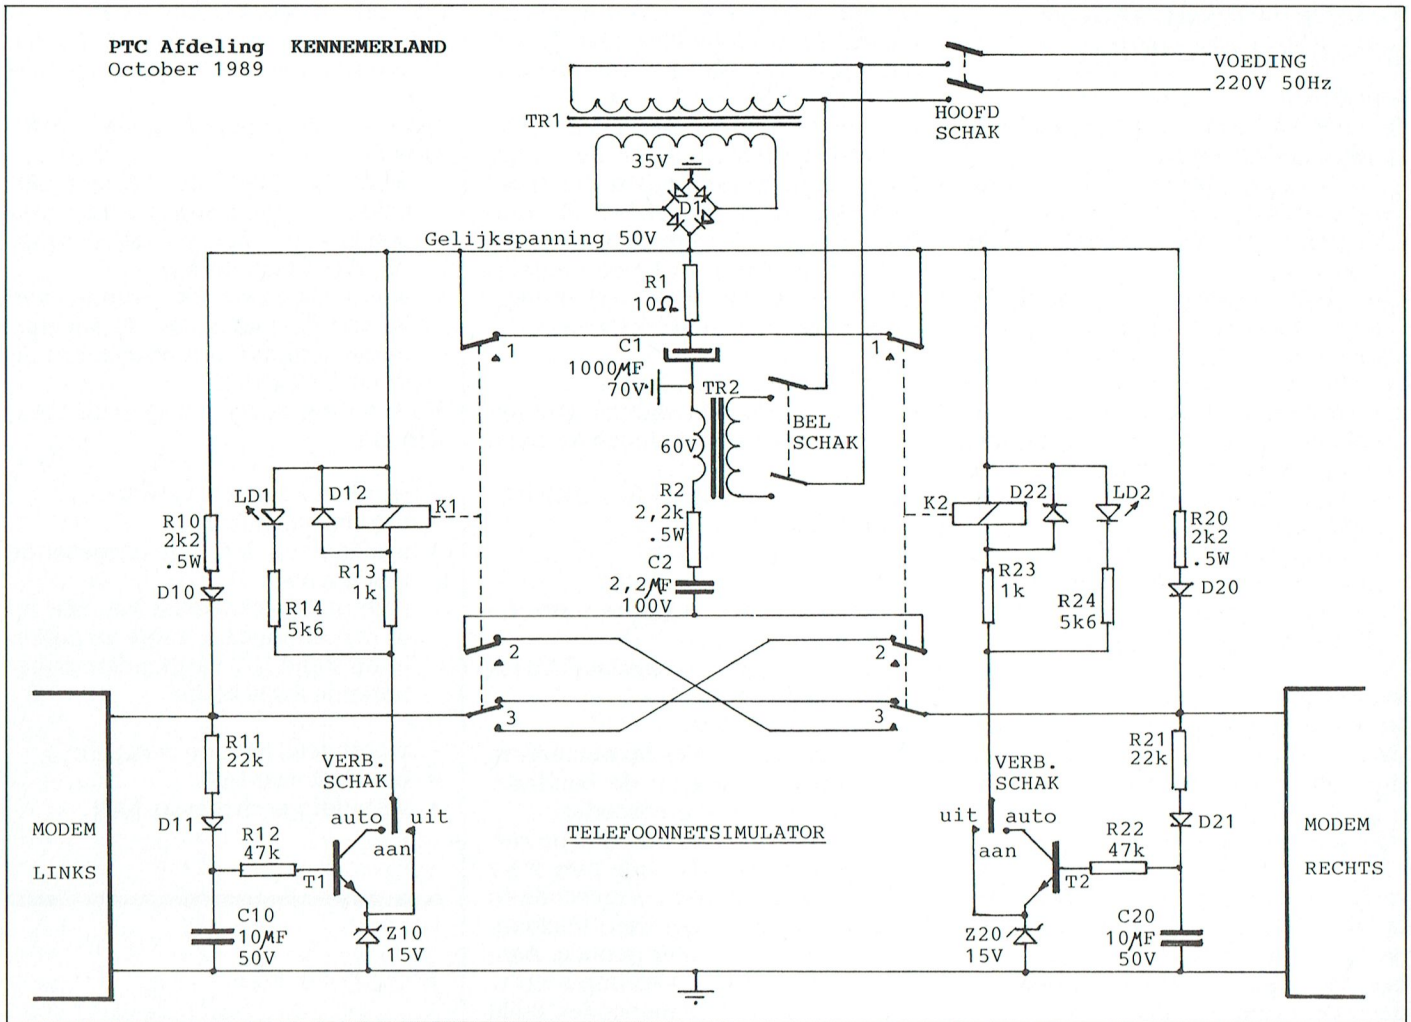 PTC Afdeling KENNEMERLAND
October 1989
VOEDING
220V 50Hz
HOOFD
SCHAK
TR1
35V
D1
Gelijkspanning 50V
R1
10Ω
1
1
C1
1000µF
70V
TR2
BEL
SCHAK
60V
R2
2,2k
.5W
C2
2,2µF
100V
LD1
D12
K1
R10
2k2
.5W
D10
R13
1k
R14
5k6
K2
D22
LD2
R20
2k2
.5W
D20
R23
1k
R24
5k6
2
2
3
3
R11
22k
D11
VERB.
SCHAK
auto
uit
aan
R12
47k
T1
C10
10µF
50V
Z10
15V
MODEM
LINKS
TELEFOONNETSIMULATOR
VERB.
SCHAK
uit
auto
aan
R21
22k
D21
R22
47k
T2
C20
10µF
50V
Z20
15V
MODEM
RECHTS